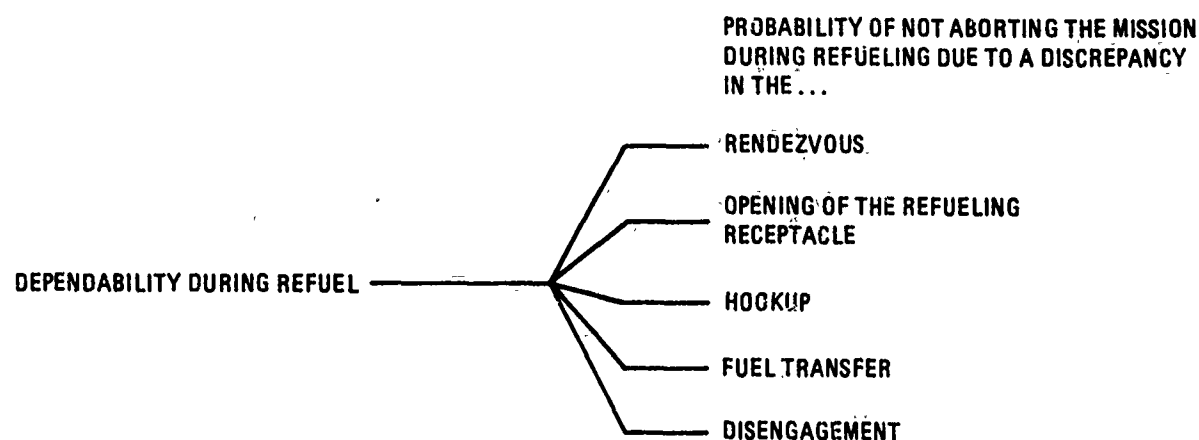 PROBABILITY OF NOT ABORTING THE MISSION
DURING REFUELING DUE TO A DISCREPANCY
IN THE...
RENDEZVOUS
OPENING OF THE REFUELING
RECEPTACLE
DEPENDABILITY DURING REFUEL
HOOKUP
FUEL TRANSFER
DISENGAGEMENT